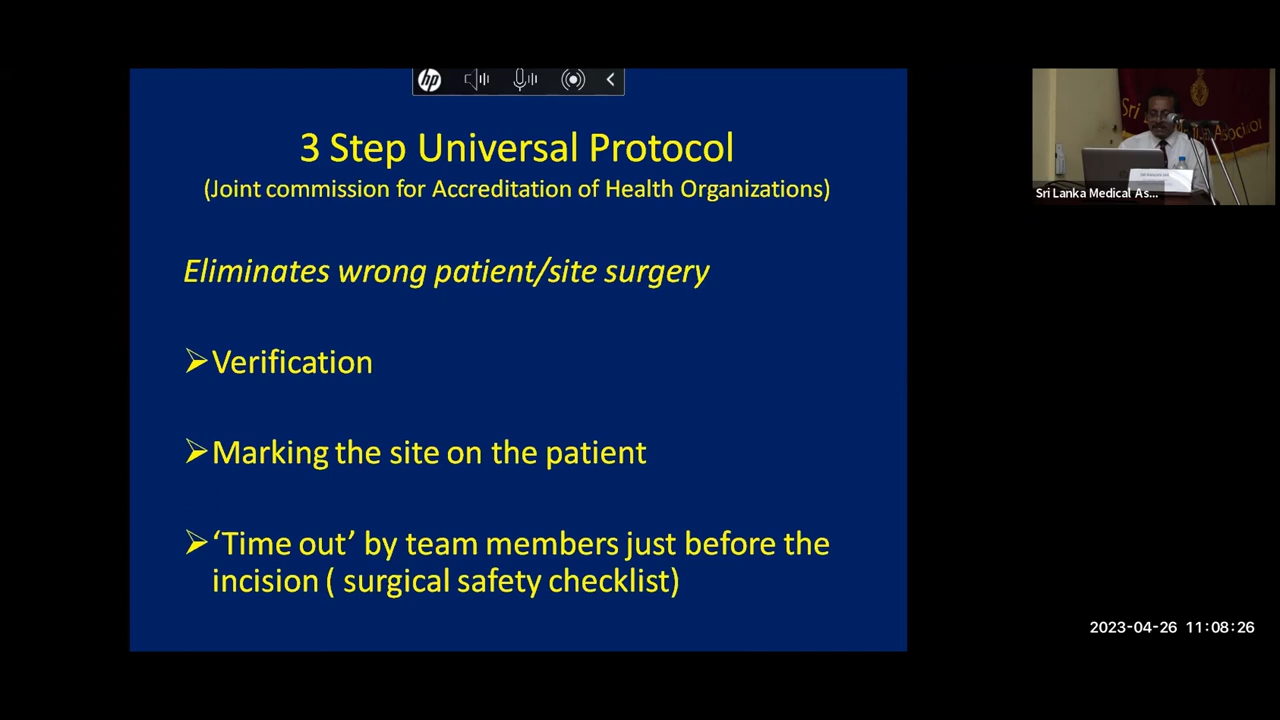 hp
3 Step Universal Protocol
(Joint commission for Accreditation of Health Organizations)
Eliminates wrong patient/site surgery
➢Verification
➢Marking the site on the patient
➢‘Time out’ by team members just before the
incision ( surgical safety checklist)
Sri
Sri Lanka Medical As...
2023-04-26 11:08:26